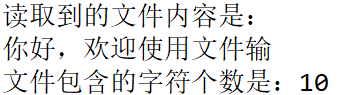 读取到的文件内容是：
你好，欢迎使用文件输
文件包含的字符个数是：10